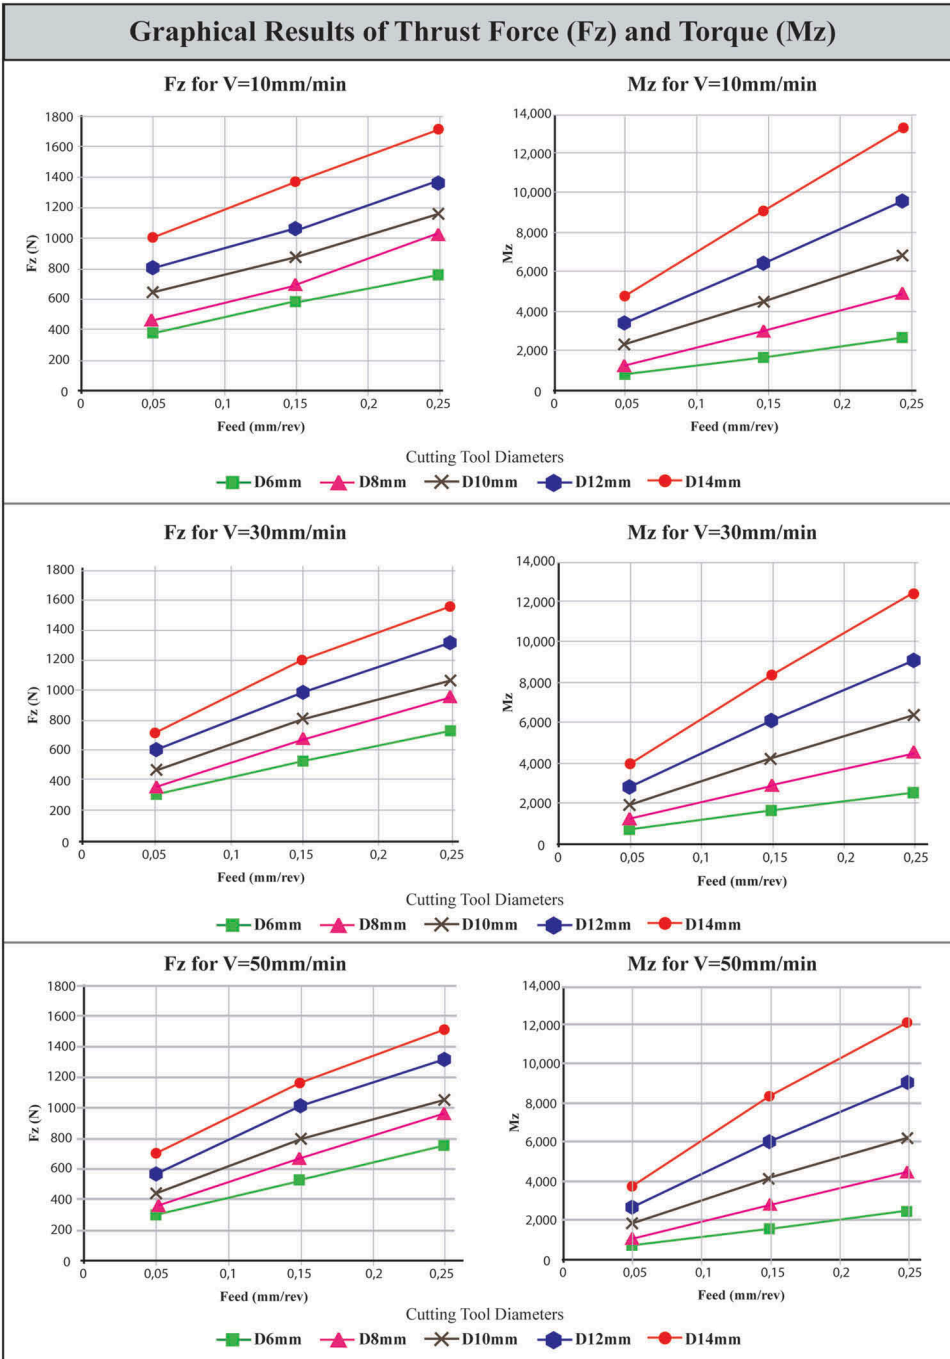 Graphical Results of Thrust Force (Fz) and Torque (Mz)
Fz for V=10mm/min
1800
1600
1400
1200
1000
800
600
400
200
0
Fz (N)
0 0,05 0,1 0,15 0,2 0,25
Feed (mm/rev)
Mz for V=10mm/min
14,000
12,000
10,000
8,000
6,000
4,000
2,000
0
Mz
0 0,05 0,1 0,15 0,2 0,25
Feed (mm/rev)
Cutting Tool Diameters
D6mm D8mm D10mm D12mm D14mm
Fz for V=30mm/min
1800
1600
1400
1200
1000
800
600
400
200
0
Fz (N)
0 0,05 0,1 0,15 0,2 0,25
Feed (mm/rev)
Mz for V=30mm/min
14,000
12,000
10,000
8,000
6,000
4,000
2,000
0
Mz
0 0,05 0,1 0,15 0,2 0,25
Feed (mm/rev)
Cutting Tool Diameters
D6mm D8mm D10mm D12mm D14mm
Fz for V=50mm/min
1800
1600
1400
1200
1000
800
600
400
200
0
Fz (N)
0 0,05 0,1 0,15 0,2 0,25
Feed (mm/rev)
Mz for V=50mm/min
14,000
12,000
10,000
8,000
6,000
4,000
2,000
0
Mz
0 0,05 0,1 0,15 0,2 0,25
Feed (mm/rev)
Cutting Tool Diameters
D6mm D8mm D10mm D12mm D14mm